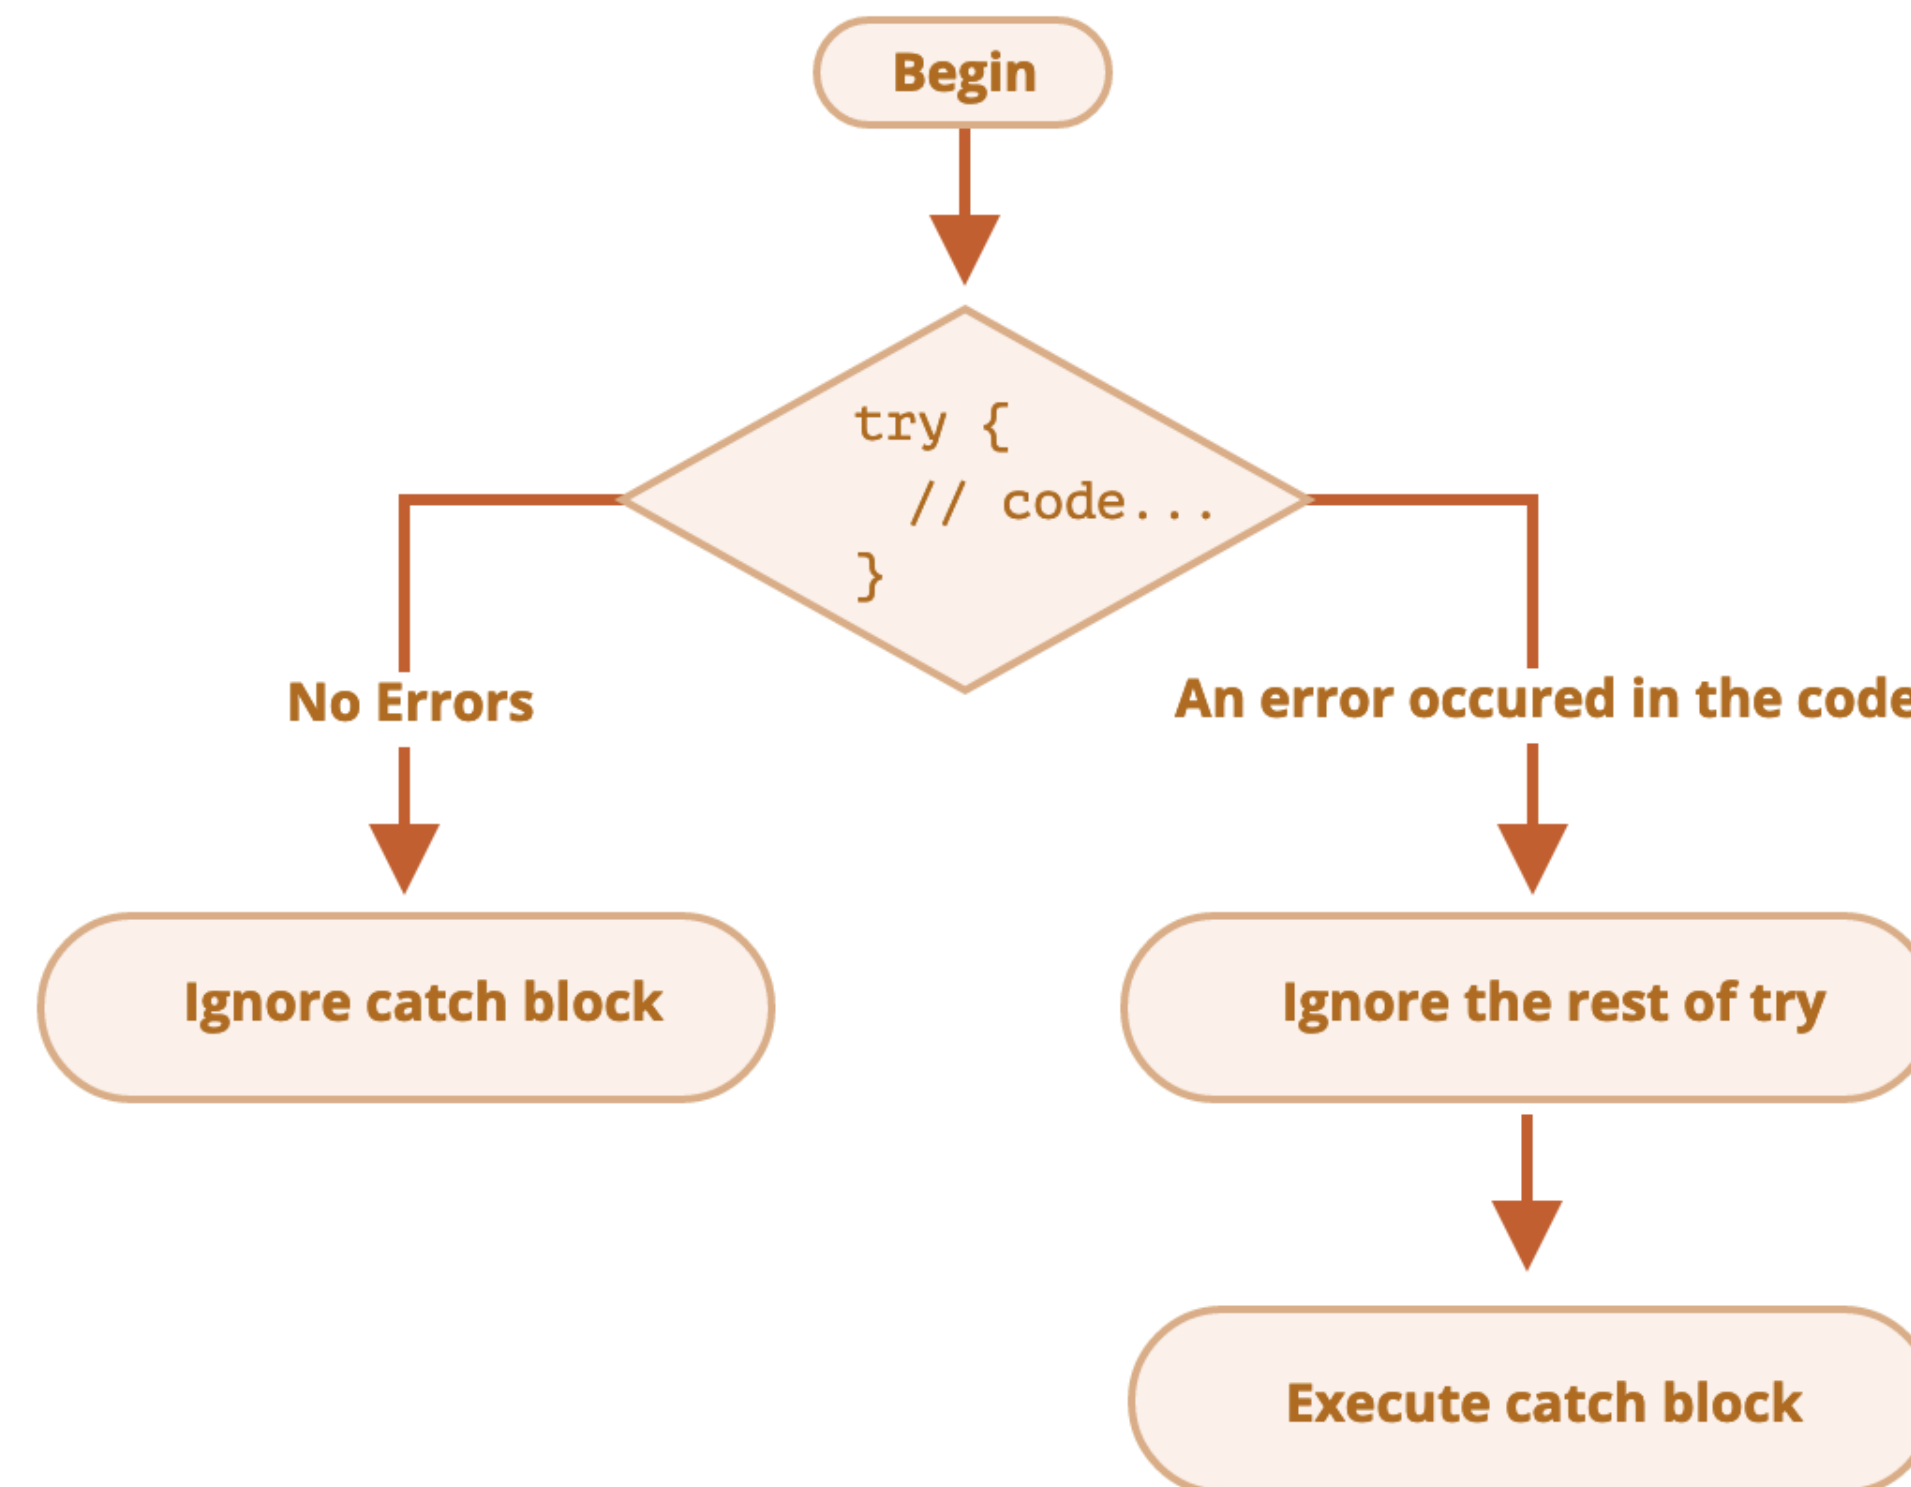 Begin
try {
// code...
}
No Errors
An error occured in the code
Ignore catch block
Ignore the rest of try
Execute catch block